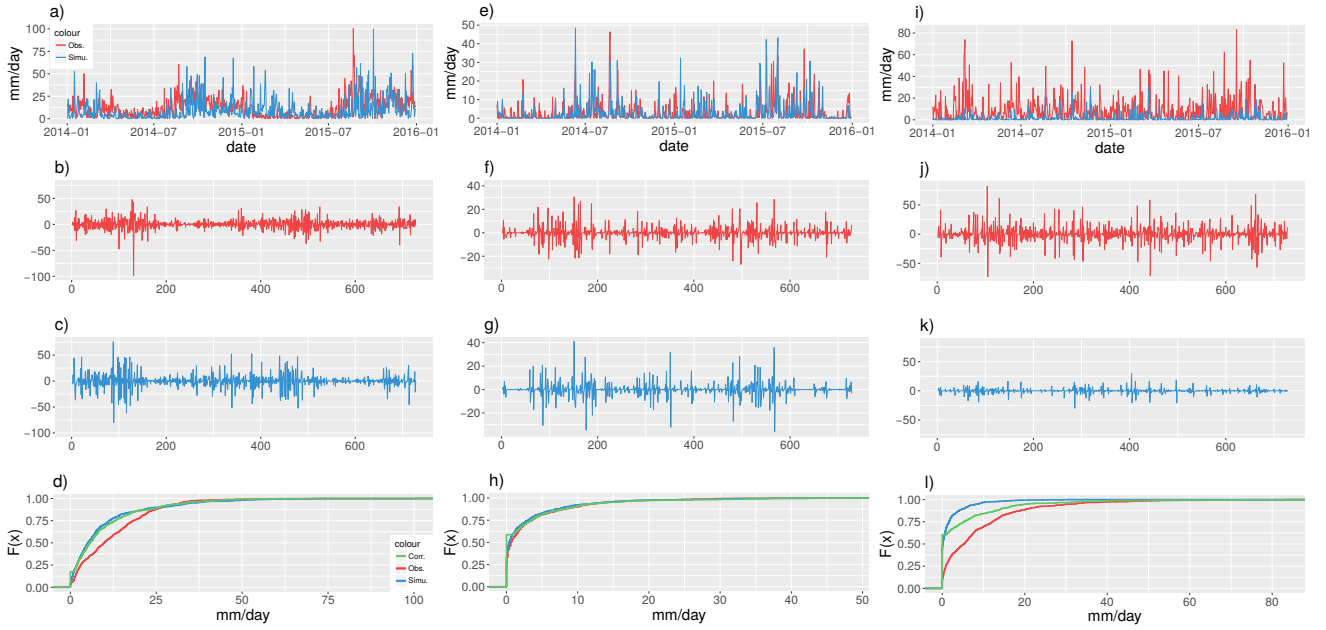 a)
mm/day
100
75
50
25
0
colour
Obs.
Simu.
2014−01 2014−07 2015−01 2015−07 2016−01
date
e)
mm/day
50
40
30
20
10
0
2014−01 2014−07 2015−01 2015−07 2016−01
date
i)
mm/day
80
60
40
20
0
2014−01 2014−07 2015−01 2015−07 2016−01
date
b)
50
0
−50
−100
0 200 400 600
f)
40
20
0
−20
0 200 400 600
j)
50
0
−50
0 200 400 600
c)
50
0
−50
−100
0 200 400 600
g)
40
20
0
−20
0 200 400 600
k)
50
0
−50
0 200 400 600
d)
F(x)
1.00
0.75
0.50
0.25
0.00
colour
Corr.
Obs.
Simu.
0 25 50 75 100
mm/day
h)
F(x)
1.00
0.75
0.50
0.25
0.00
0 10 20 30 40 50
mm/day
l)
F(x)
1.00
0.75
0.50
0.25
0.00
0 20 40 60 80
mm/day